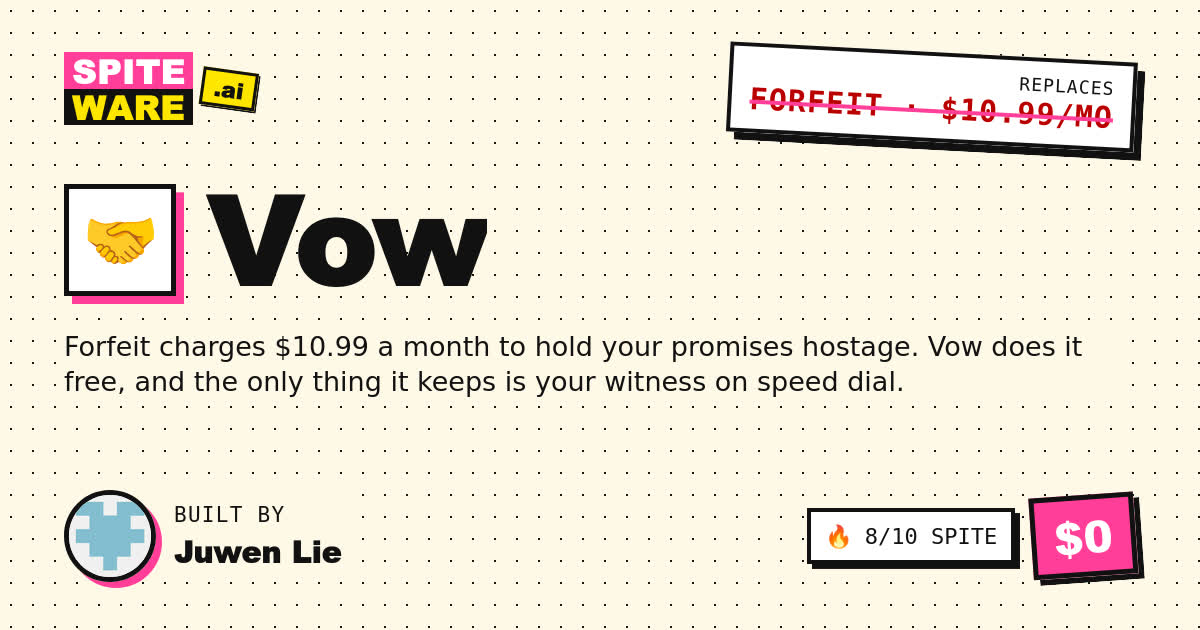 SPITE
WARE
.ai
REPLACES
FORFEIT · $10.99/MO
Vow
Forfeit charges $10.99 a month to hold your promises hostage. Vow does it
free, and the only thing it keeps is your witness on speed dial.
BUILT BY
Juwen Lie
8/10 SPITE
$0